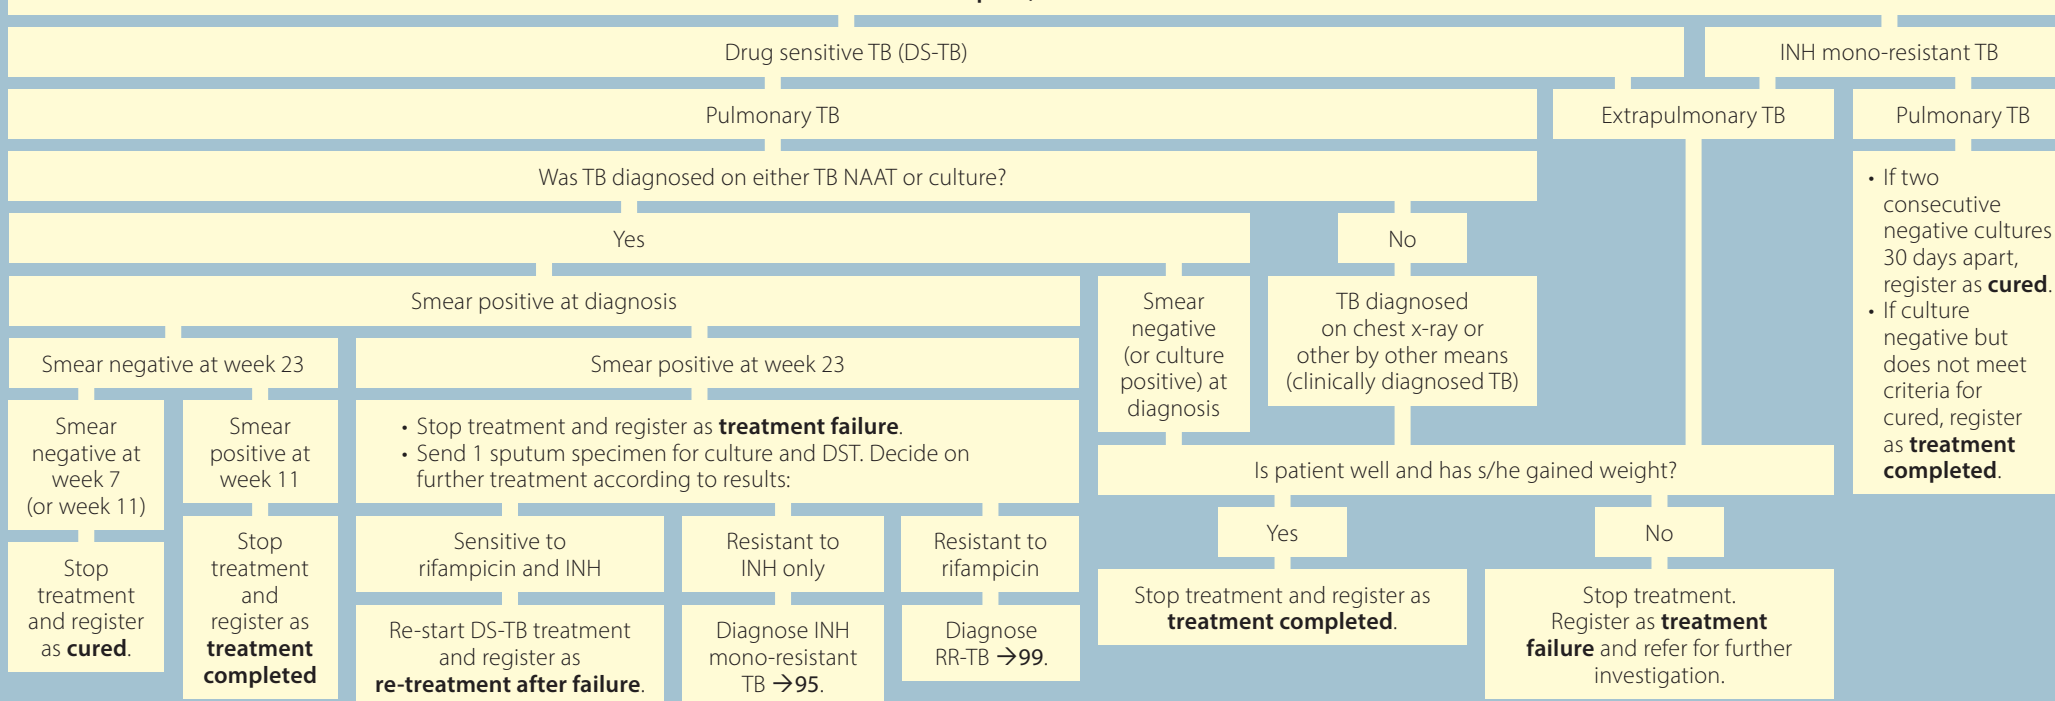 Drug sensitive TB (DS-TB)
INH mono-resistant TB
Pulmonary TB
Extrapulmonary TB
Pulmonary TB
Was TB diagnosed on either TB NAAT or culture?
• If two
consecutive
negative cultures
30 days apart,
register as cured.
• If culture
negative but
does not meet
criteria for
cured, register
as treatment
completed.
Yes
No
Smear positive at diagnosis
Smear
negative
(or culture
positive) at
diagnosis
TB diagnosed
on chest x-ray or
other by other means
(clinically diagnosed TB)
Smear negative at week 23
Smear positive at week 23
Smear
negative at
week 7
(or week 11)
Smear
positive at
week 11
• Stop treatment and register as treatment failure.
• Send 1 sputum specimen for culture and DST. Decide on
further treatment according to results:
Is patient well and has s/he gained weight?
Stop
treatment
and register
as cured.
Stop
treatment
and
register as
treatment
completed
Sensitive to
rifampicin and INH
Resistant to
INH only
Resistant to
rifampicin
Yes
No
Re-start DS-TB treatment
and register as
re-treatment after failure.
Diagnose INH
mono-resistant
TB →95.
Diagnose
RR-TB →99.
Stop treatment and register as
treatment completed.
Stop treatment.
Register as treatment
failure and refer for further
investigation.